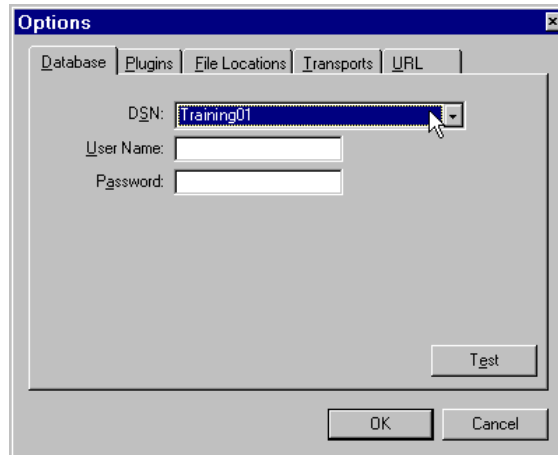 Options
Database Plugins File Locations Transports URL
DSN: Training01
User Name:
Password:
Test
OK Cancel